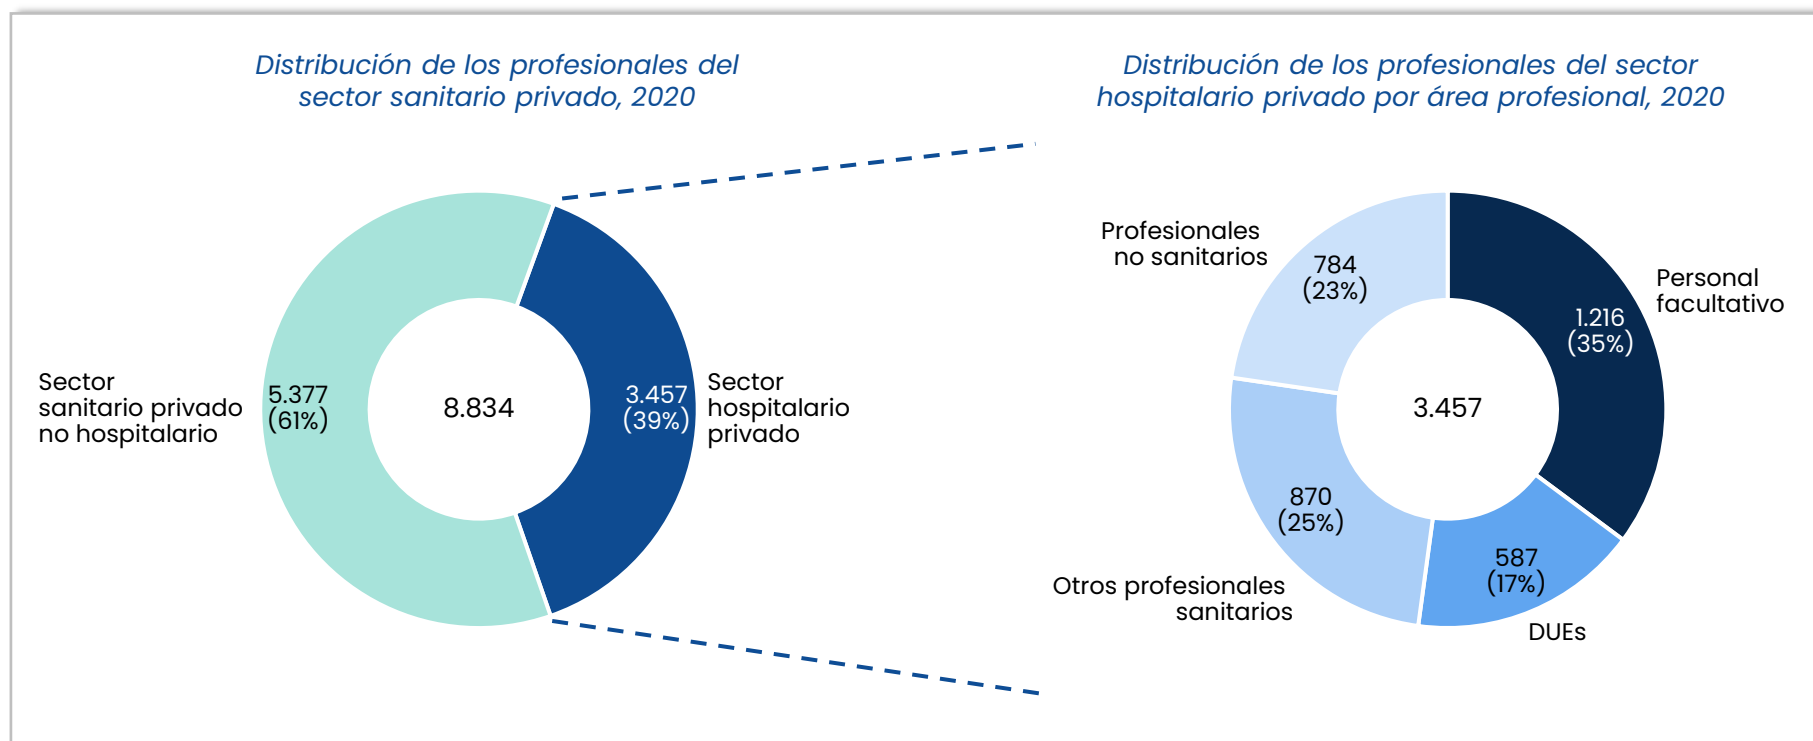 Distribución de los profesionales del
sector sanitario privado, 2020
Sector
sanitario privado
no hospitalario
5.377
(61%)
8.834
3.457
(39%)
Sector
hospitalario
privado
Distribución de los profesionales del sector
hospitalario privado por área profesional, 2020
Profesionales
no sanitarios
784
(23%)
Personal
facultativo
1.216
(35%)
3.457
870
(25%)
Otros profesionales
sanitarios
587
(17%)
DUEs